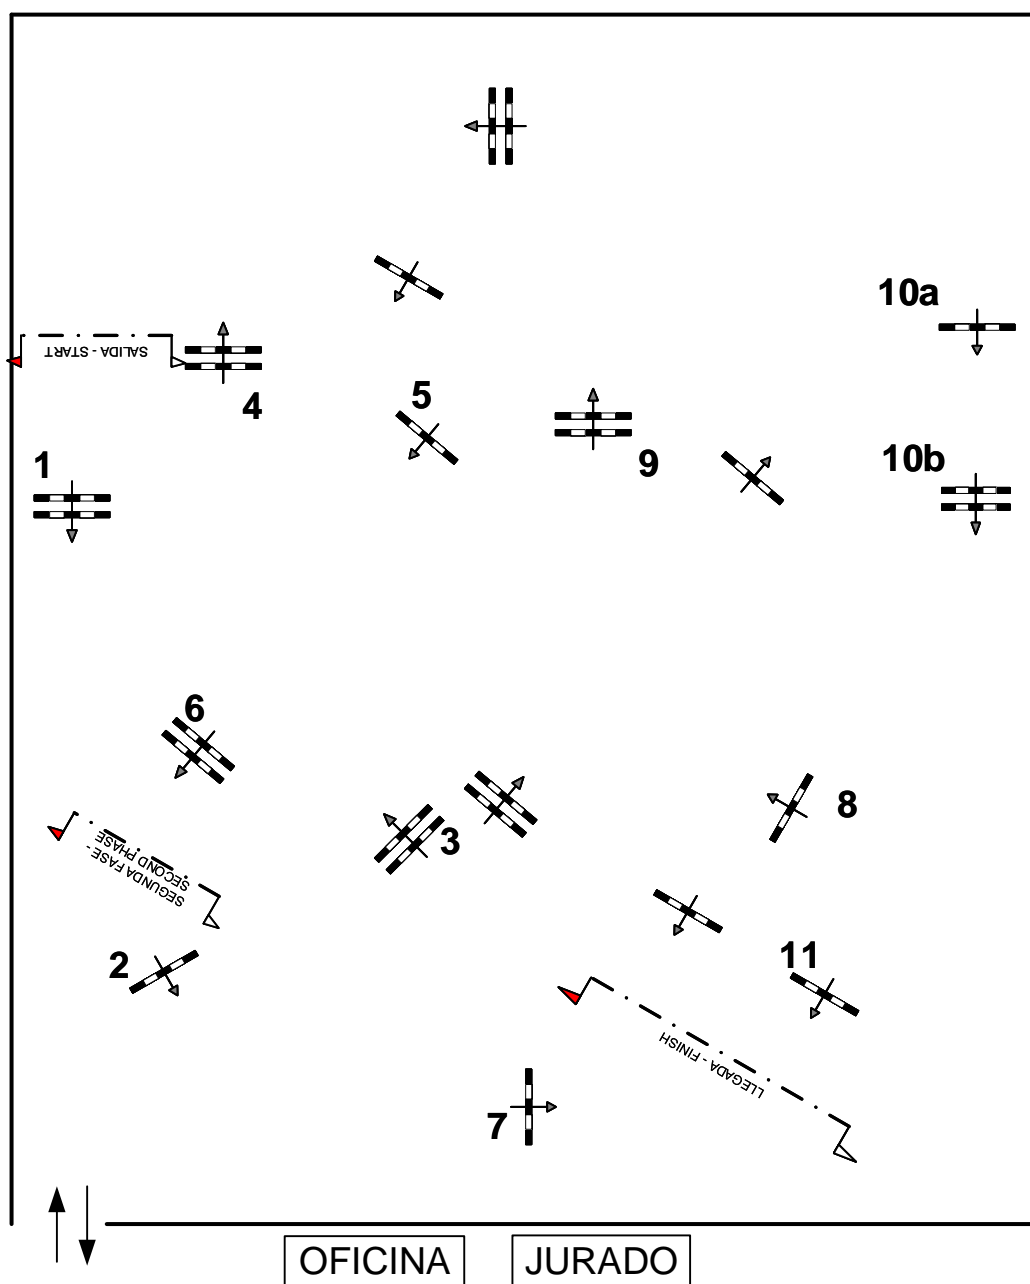 10a
SALIDA - START
4
5
1
9
10b
6
3
8
SEGUNDA FASE -
SECOND PHASE
2
11
LLEGADA - FINISH
7
OFICINA
JURADO